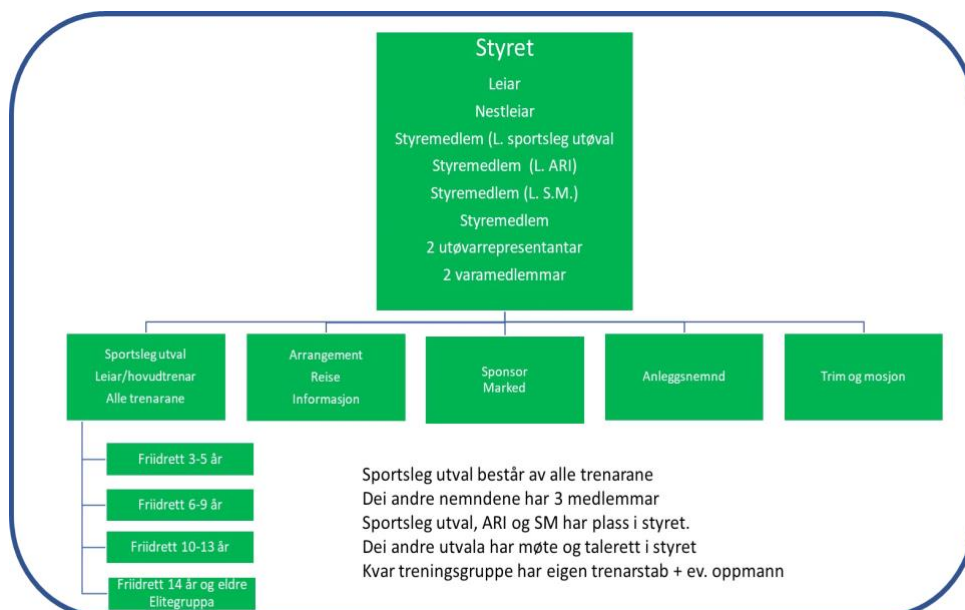 Styret
Leiar
Nestleiar
Styremedlem (L. sportsleg utøval
Styremedlem (L. ARI)
Styremedlem (L. S.M.)
Styremedlem
2 utøvarrepresentantar
2 varamedlemmar
Sportsleg utval
Leiar/hovudtrenar
Alle trenarane
Arrangement
Reise
Informasjon
Sponsor
Marked
Anleggsnemnd
Trim og mosjon
Friidrett 3-5 år
Friidrett 6-9 år
Friidrett 10-13 år
Friidrett 14 år og eldre
Elitegruppa
Sportsleg utval består av alle trenarane
Dei andre nemndene har 3 medlemmar
Sportsleg utval, ARI og SM har plass i styret.
Dei andre utvala har møte og talerett i styret
Kvar treningsgruppe har eigen trenarstab + ev. oppmann